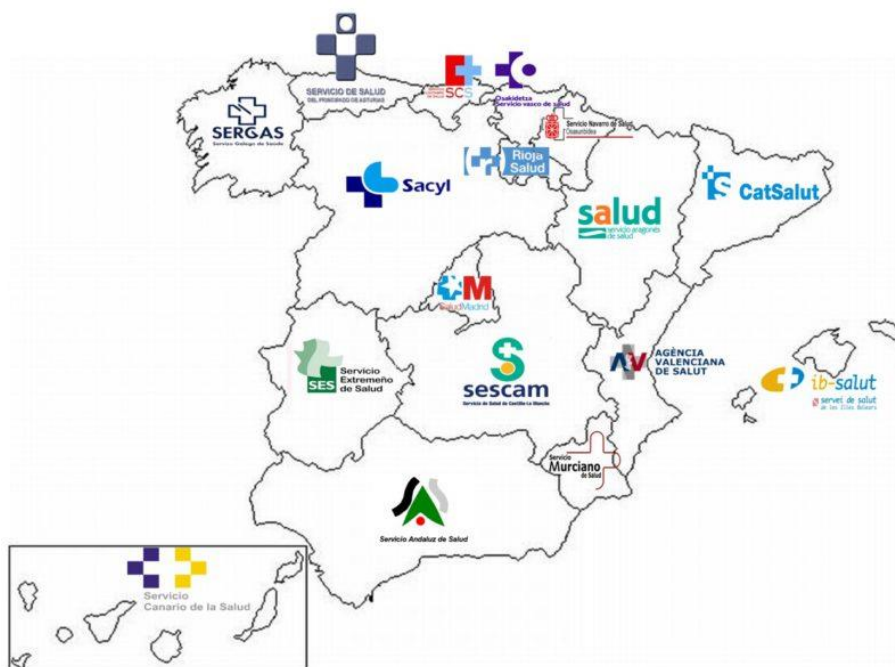 SERVICIO DE SALUD
DEL PRINCIPADO DE ASTURIAS
SCS
Osakidetza
Servicio vasco de salud
SERGAS
Servizo Galego de Saúde
Servicio Navarro de Salud
Osasunbidea
Rioja
Salud
Sacyl
CatSalut
salud
servicio aragonés
de salud
M
SaludMadrid
AV
AGÈNCIA
VALENCIANA
DE SALUT
ib-salut
servei de salut
de les Illes Balears
SES
Servicio
Extremeño
de Salud
sescam
Servicio de Salud de Castilla-La Mancha
Servicio
Murciano
de Salud
Servicio Andaluz de Salud
Servicio
Canario de la Salud